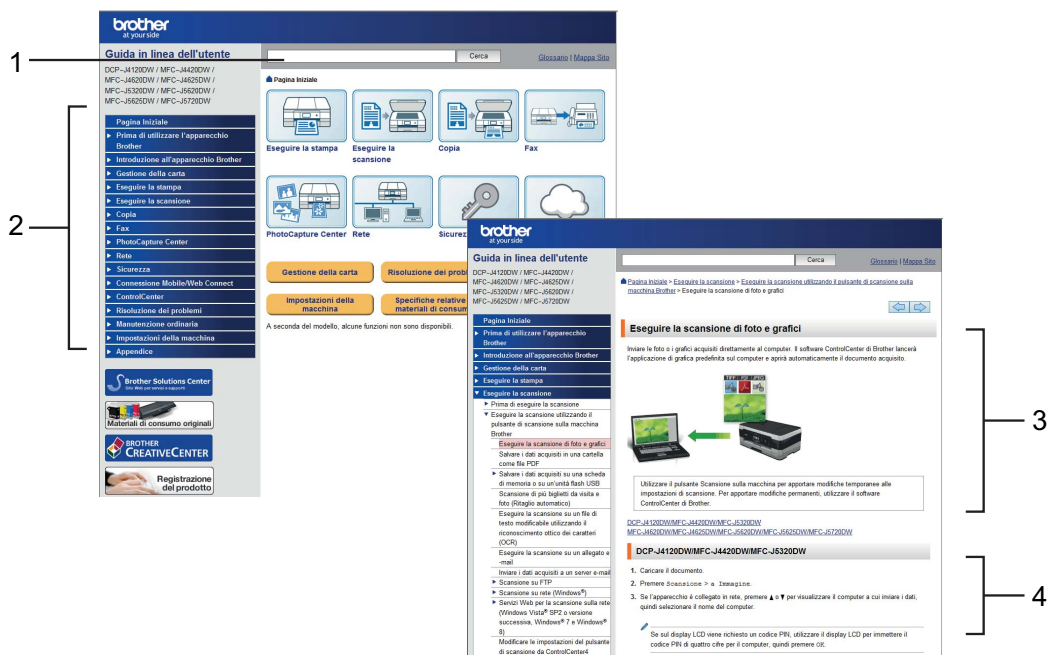 brother
at your side
Guida in linea dell'utente
DCP-J4120DW / MFC-J4420DW /
MFC-J4620DW / MFC-J4625DW /
MFC-J5320DW / MFC-J5620DW /
MFC-J5625DW / MFC-J5720DW
Cerca
Glossario | Mappa Sito
1
2
Pagina Iniziale
Prima di utilizzare l'apparecchio
Brother
Introduzione all'apparecchio Brother
Gestione della carta
Eseguire la stampa
Eseguire la scansione
Copia
Fax
PhotoCapture Center
Rete
Sicurezza
Connessione Mobile/Web Connect
ControlCenter
Risoluzione dei problemi
Manutenzione ordinaria
Impostazioni della macchina
Appendice
Brother Solutions Center
Site Web per servizi e supporti
Materiali di consumo originali
BROTHER
CREATIVECENTER
Registrazione
del prodotto
Pagina Iniziale
Eseguire la stampa
Eseguire la
scansione
Copia
Fax
PhotoCapture Center
Rete
Sicurez
Gestione della carta
Risoluzione dei probl
Impostazioni della
macchina
Specifiche relative
materiali di consum
A seconda del modello, alcune funzioni non sono disponibili.
brother
at your side
Guida in linea dell'utente
DCP-J4120DW / MFC-J4420DW /
MFC-J4620DW / MFC-J4625DW /
MFC-J5320DW / MFC-J5620DW /
MFC-J5625DW / MFC-J5720DW
Cerca
Glossario | Mappa Sito
Pagina Iniziale
Prima di utilizzare l'apparecchio
Brother
Introduzione all'apparecchio Brother
Gestione della carta
Eseguire la stampa
Eseguire la scansione
Prima di eseguire la scansione
Eseguire la scansione utilizzando il
pulsante di scansione sulla macchina
Brother
Eseguire la scansione di foto e grafici
Salvare i dati acquisiti in una cartella
come file PDF
Salvare i dati acquisiti su una scheda
di memoria o su un'unità flash USB
Scansione di più biglietti da visita e
foto (Ritaglio automatico)
Eseguire la scansione su un file di
testo modificabile utilizzando il
riconoscimento ottico dei caratteri
(OCR)
Eseguire la scansione su un allegato e
-mail
Inviare i dati acquisiti a un server e-mail
Scansione su FTP
Scansione su rete (Windows®)
Servizi Web per la scansione sulla rete
(Windows Vista® SP2 o versione
successiva, Windows® 7 e Windows®
8)
Modificare le impostazioni del pulsante
di scansione da ControlCenter4
Pagina Iniziale > Eseguire la scansione > Eseguire la scansione utilizzando il pulsante di scansione sulla
macchina Brother > Eseguire la scansione di foto e grafici
Eseguire la scansione di foto e grafici
Inviare le foto o i grafici acquisiti direttamente al computer. Il software ControlCenter di Brother lancerà
l'applicazione di grafica predefinita sul computer e aprirà automaticamente il documento acquisito.
3
Utilizzare il pulsante Scansione sulla macchina per apportare modifiche temporanee alle
impostazioni di scansione. Per apportare modifiche permanenti, utilizzare il software
ControlCenter di Brother.
DCP-J4120DW/MFC-J4420DW/MFC-J5320DW
MFC-J4620DW/MFC-J4625DW/MFC-J5620DW/MFC-J5625DW/MFC-J5720DW
DCP-J4120DW/MFC-J4420DW/MFC-J5320DW
1. Caricare il documento.
2. Premere Scansione > a Immagine.
3. Se l'apparecchio è collegato in rete, premere ▲ o ▼ per visualizzare il computer a cui inviare i dati,
quindi selezionare il nome del computer.
4
Se sul display LCD viene richiesto un codice PIN, utilizzare il display LCD per immettere il
codice PIN di quattro cifre per il computer, quindi premere OK.